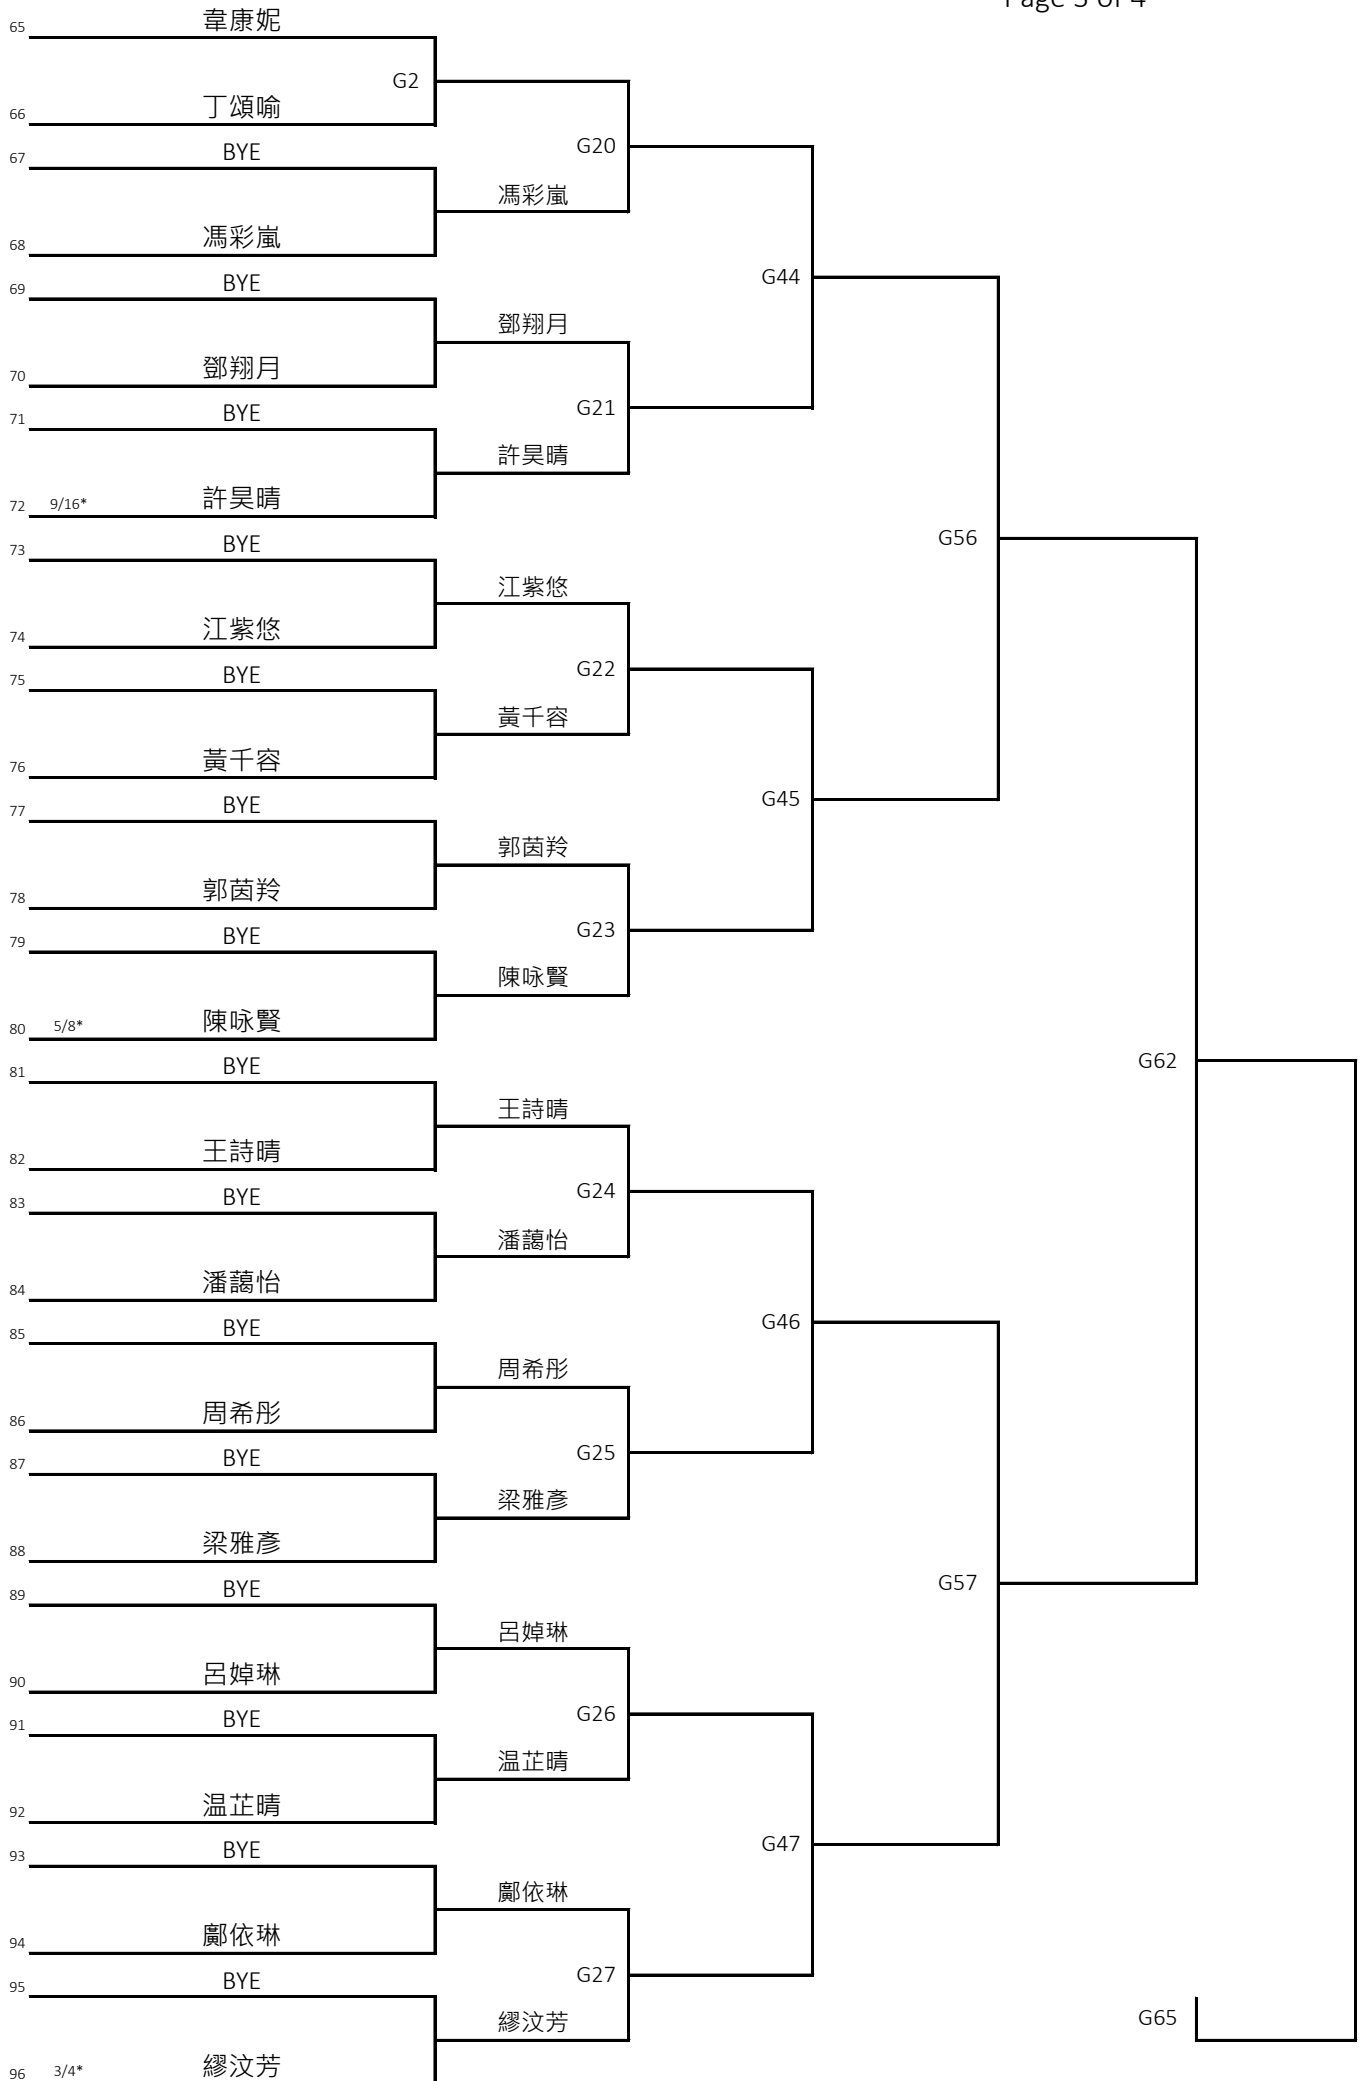 Page 3 of 4
65 韋康妮
G2
66 丁頌喻
67 BYE
G20
馮彩嵐
68 馮彩嵐
G44
69 BYE
鄧翔月
70 鄧翔月
G21
71 BYE
許昊晴
72 9/16* 許昊晴
G56
73 BYE
江紫悠
74 江紫悠
G22
75 BYE
黃千容
76 黃千容
G45
77 BYE
郭茵羚
78 郭茵羚
G23
79 BYE
陳咏賢
80 5/8* 陳咏賢
G62
81 BYE
王詩晴
82 王詩晴
G24
83 BYE
潘藹怡
84 潘藹怡
G46
85 BYE
周希彤
86 周希彤
G25
87 BYE
梁雅彥
88 梁雅彥
G57
89 BYE
呂婥琳
90 呂婥琳
G26
91 BYE
温芷晴
92 温芷晴
G47
93 BYE
鄺依琳
94 鄺依琳
G27
95 BYE
G65
繆汶芳
96 3/4* 繆汶芳